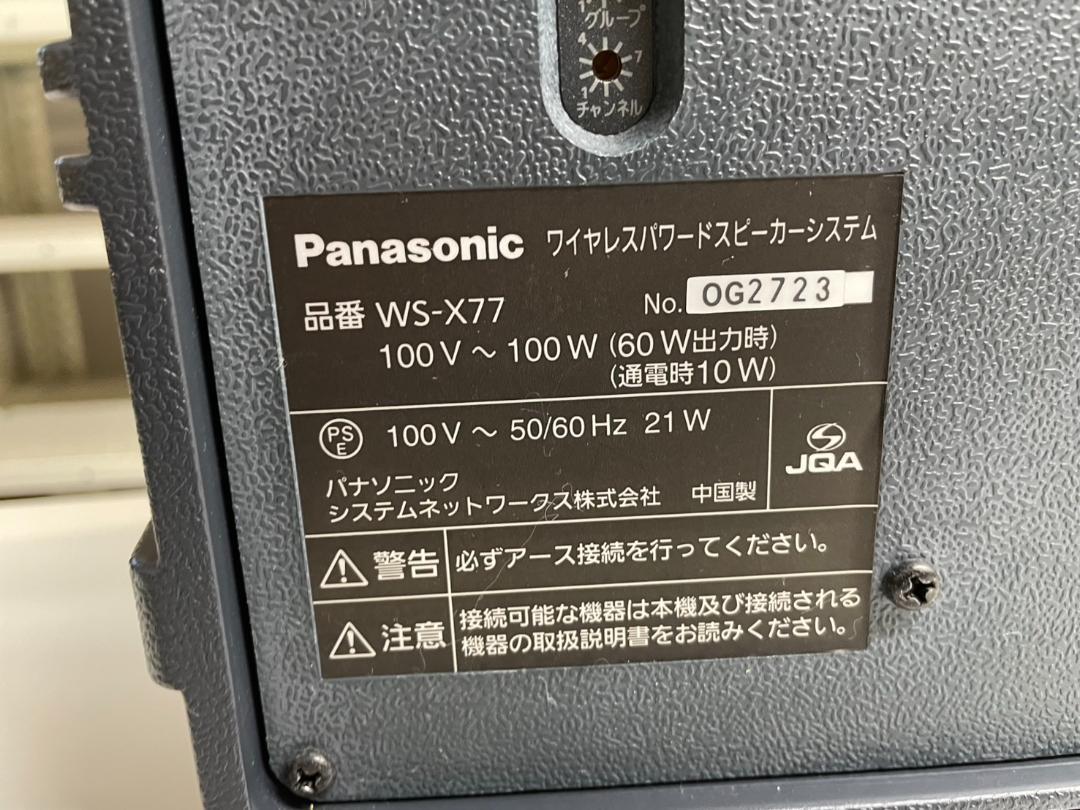 グループ
4 7
1
チャンネル
Panasonic ワイヤレスパワードスピーカーシステム
品番 WS-X77 No. OG2723
100V ～ 100W (60W出力時)
(通電時10W)
PSE 100V ～ 50/60Hz 21W
JQA
パナソニック
システムネットワークス株式会社 中国製
警告 必ずアース接続を行ってください。
注意 接続可能な機器は本機及び接続される
機器の取扱説明書をお読みください。